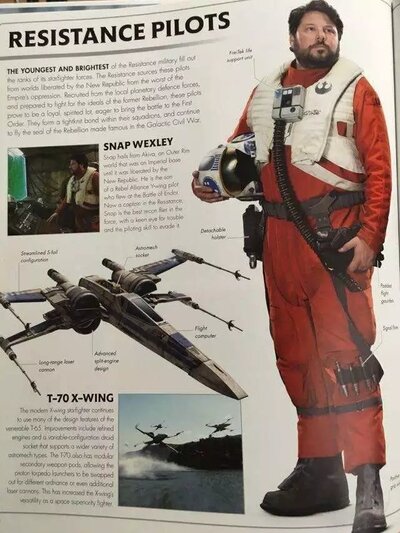 RESISTANCE PILOTS
THE YOUNGEST AND BRIGHTEST of the Resistance military fill out
the ranks of its starfighter forces. The Resistance sources these pilots
from worlds liberated by the New Republic from the worst of the
Empire's oppression. Recruited from the local planetary defence forces,
and prepared to fight for the ideals of the former Rebellion, these pilots
prove to be a loyal, spirited lot, eager to bring the battle to the First
Order. They form a tightknit band within their squadrons, and continue
to fly the seal of the Rebellion made famous in the Galactic Civil War.
FreiTek life
support unit
SNAP WEXLEY
Snap hails from Akiva, an Outer Rim
world that was an Imperial base
until it was liberated by the
New Republic. He is the son
of a Rebel Alliance Y-wing pilot
who flew at the Battle of Endor.
Now a captain in the Resistance,
Snap is the best recon flier in the
force, with a keen eye for trouble
and the piloting skill to evade it.
Detachable
holster
Streamlined S-foil
configuration
Astromech
socket
Flight
computer
Advanced
split-engine
design
Long-range laser
cannon
Padded
flight
gauntlet
Signal
T-70 X-WING
The modern X-wing starfighter continues
to use many of the design features of the
venerable T-65. Improvements include refined
engines and a variable-configuration droid
socket that supports a wider variety of
astromech types. The T-70 also has modular
secondary weapon pods, allowing the
proton torpedo launchers to be swapped
out for different ordnance or even additional
laser cannons. This has increased the X-wing's
versatility as a space superiority fighter.